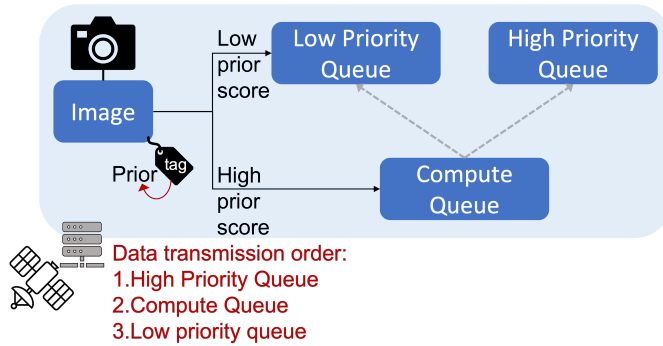 Image
Prior
tag
Low
prior
score
High
prior
score
Low Priority
Queue
High Priority
Queue
Compute
Queue
Data transmission order:
1.High Priority Queue
2.Compute Queue
3.Low priority queue